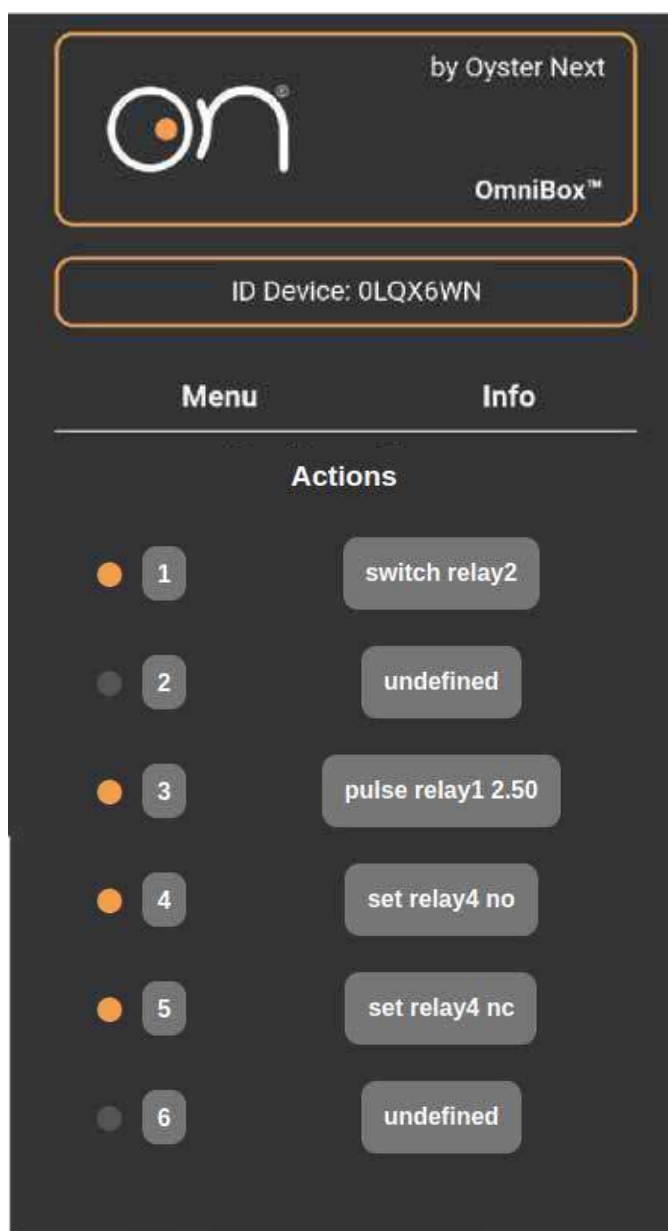 by Oyster Next
on®
OmniBox™
ID Device: 0LQX6WN
Menu Info
Actions
1 switch relay2
2 undefined
3 pulse relay1 2.50
4 set relay4 no
5 set relay4 nc
6 undefined